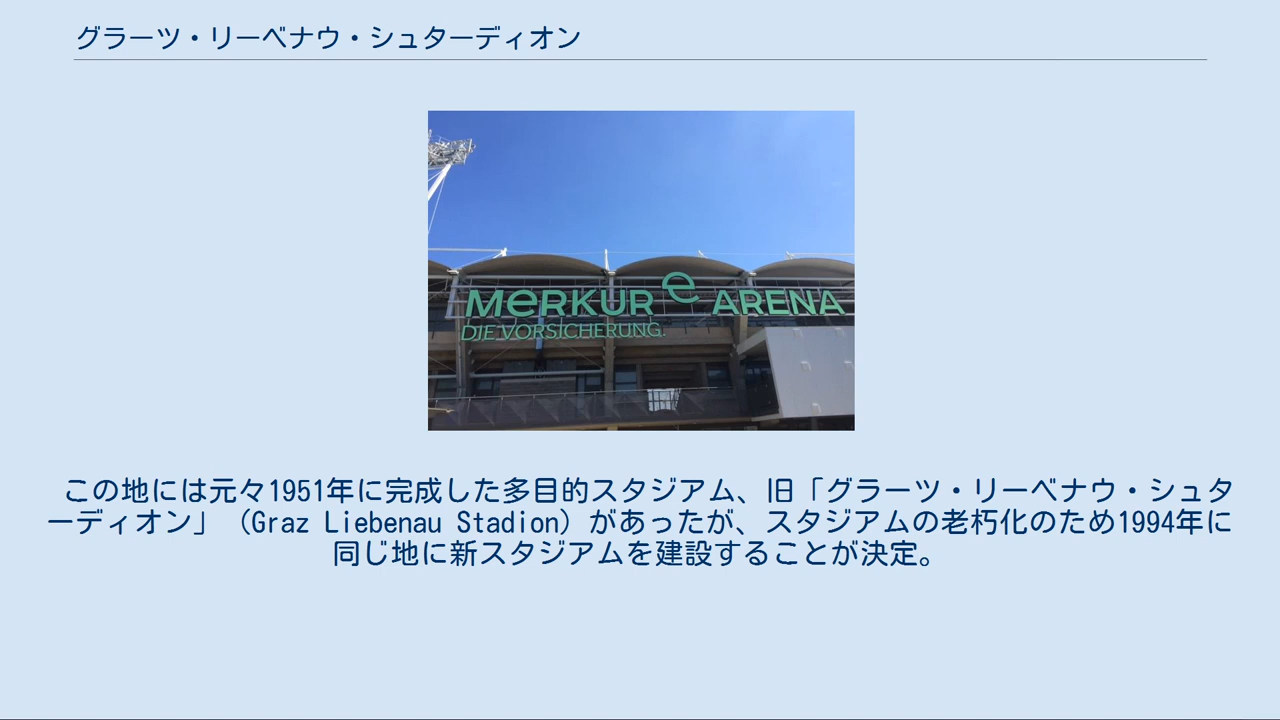 グラーツ・リーベナウ・シュターディオン
MERKUR e ARENA
DIE VORSICHERUNG.
この地には元々1951年に完成した多目的スタジアム、旧「グラーツ・リーベナウ・シュタ
ーディオン」（Graz Liebenau Stadion）があったが、スタジアムの老朽化のため1994年に
同じ地に新スタジアムを建設することが決定。